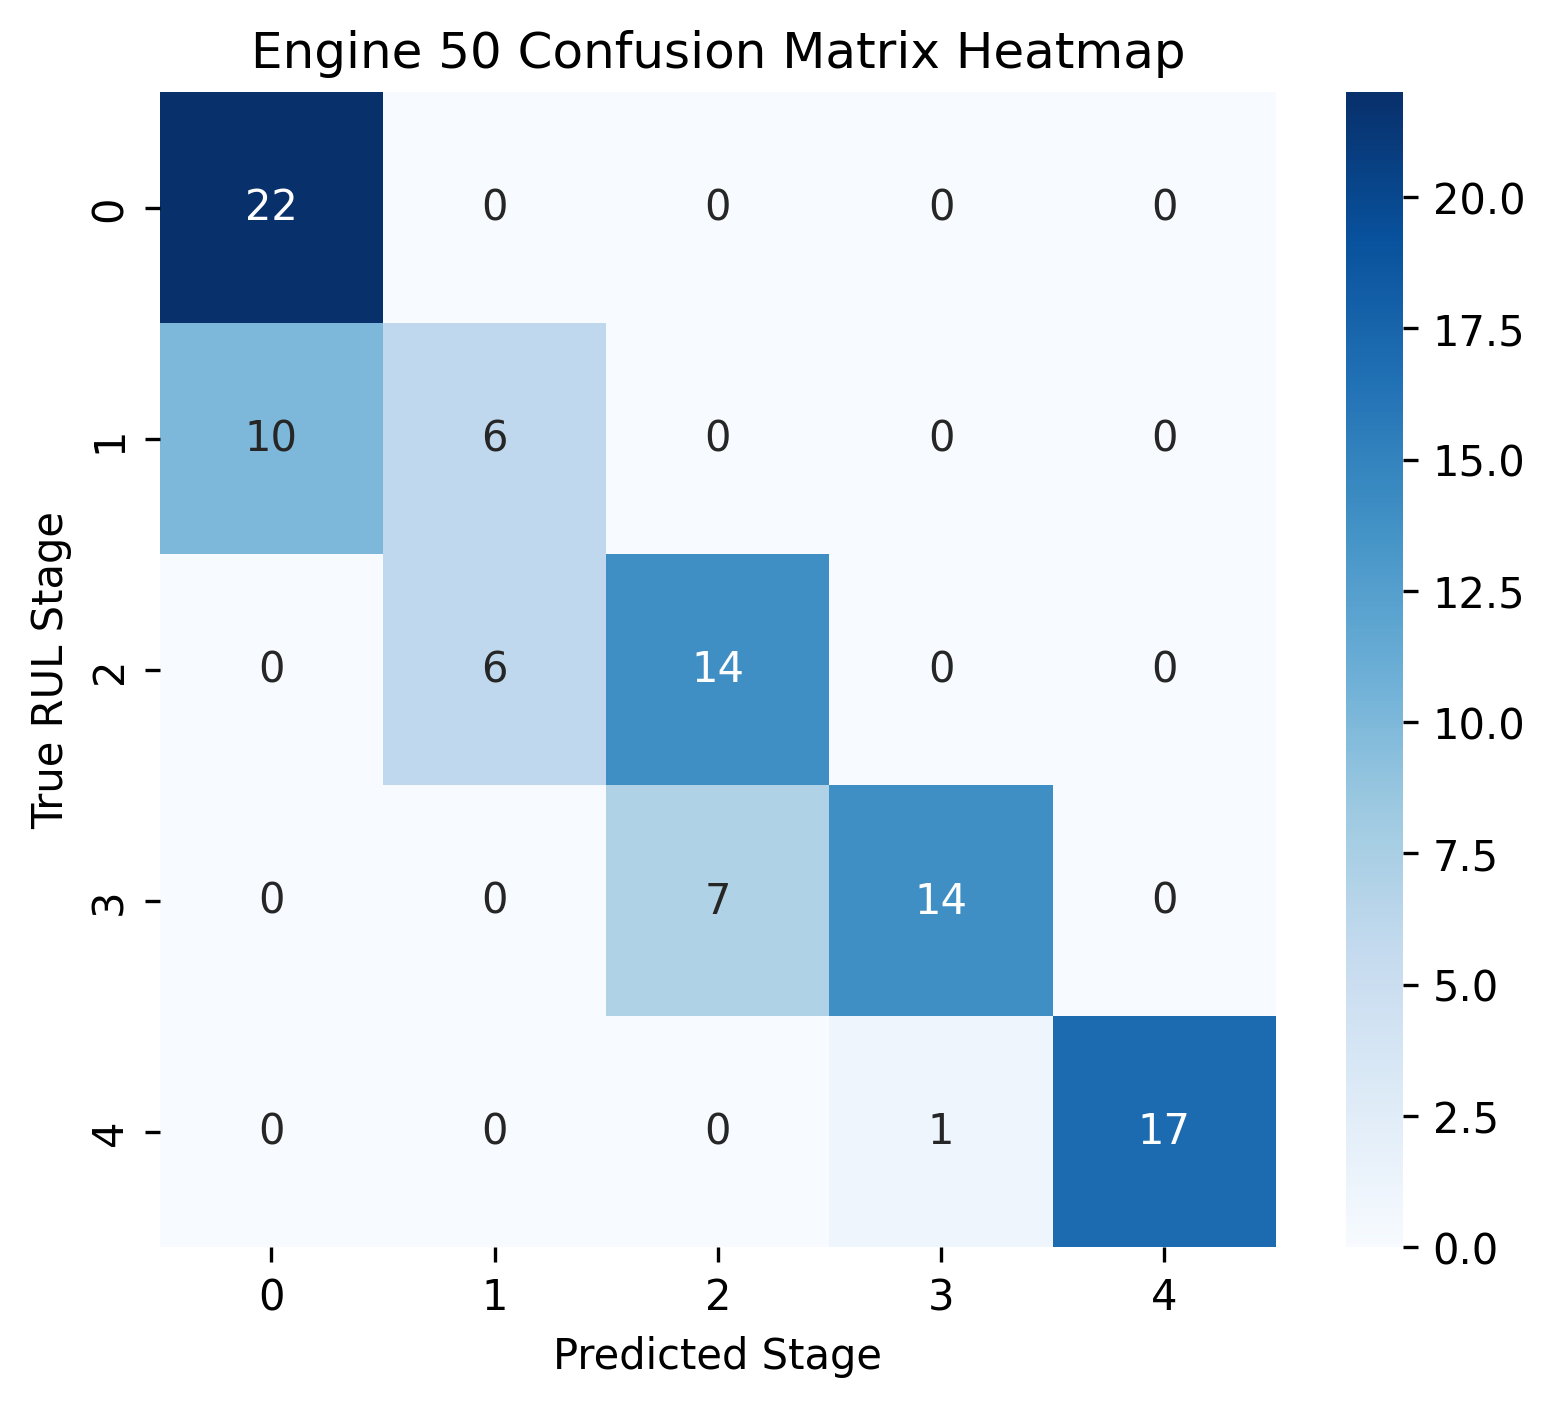 Engine 50 Confusion Matrix Heatmap
True RUL Stage
0 22 0 0 0 0
1 10 6 0 0 0
2 0 6 14 0 0
3 0 0 7 14 0
4 0 0 0 1 17
0 1 2 3 4
Predicted Stage
20.0
17.5
15.0
12.5
10.0
7.5
5.0
2.5
0.0